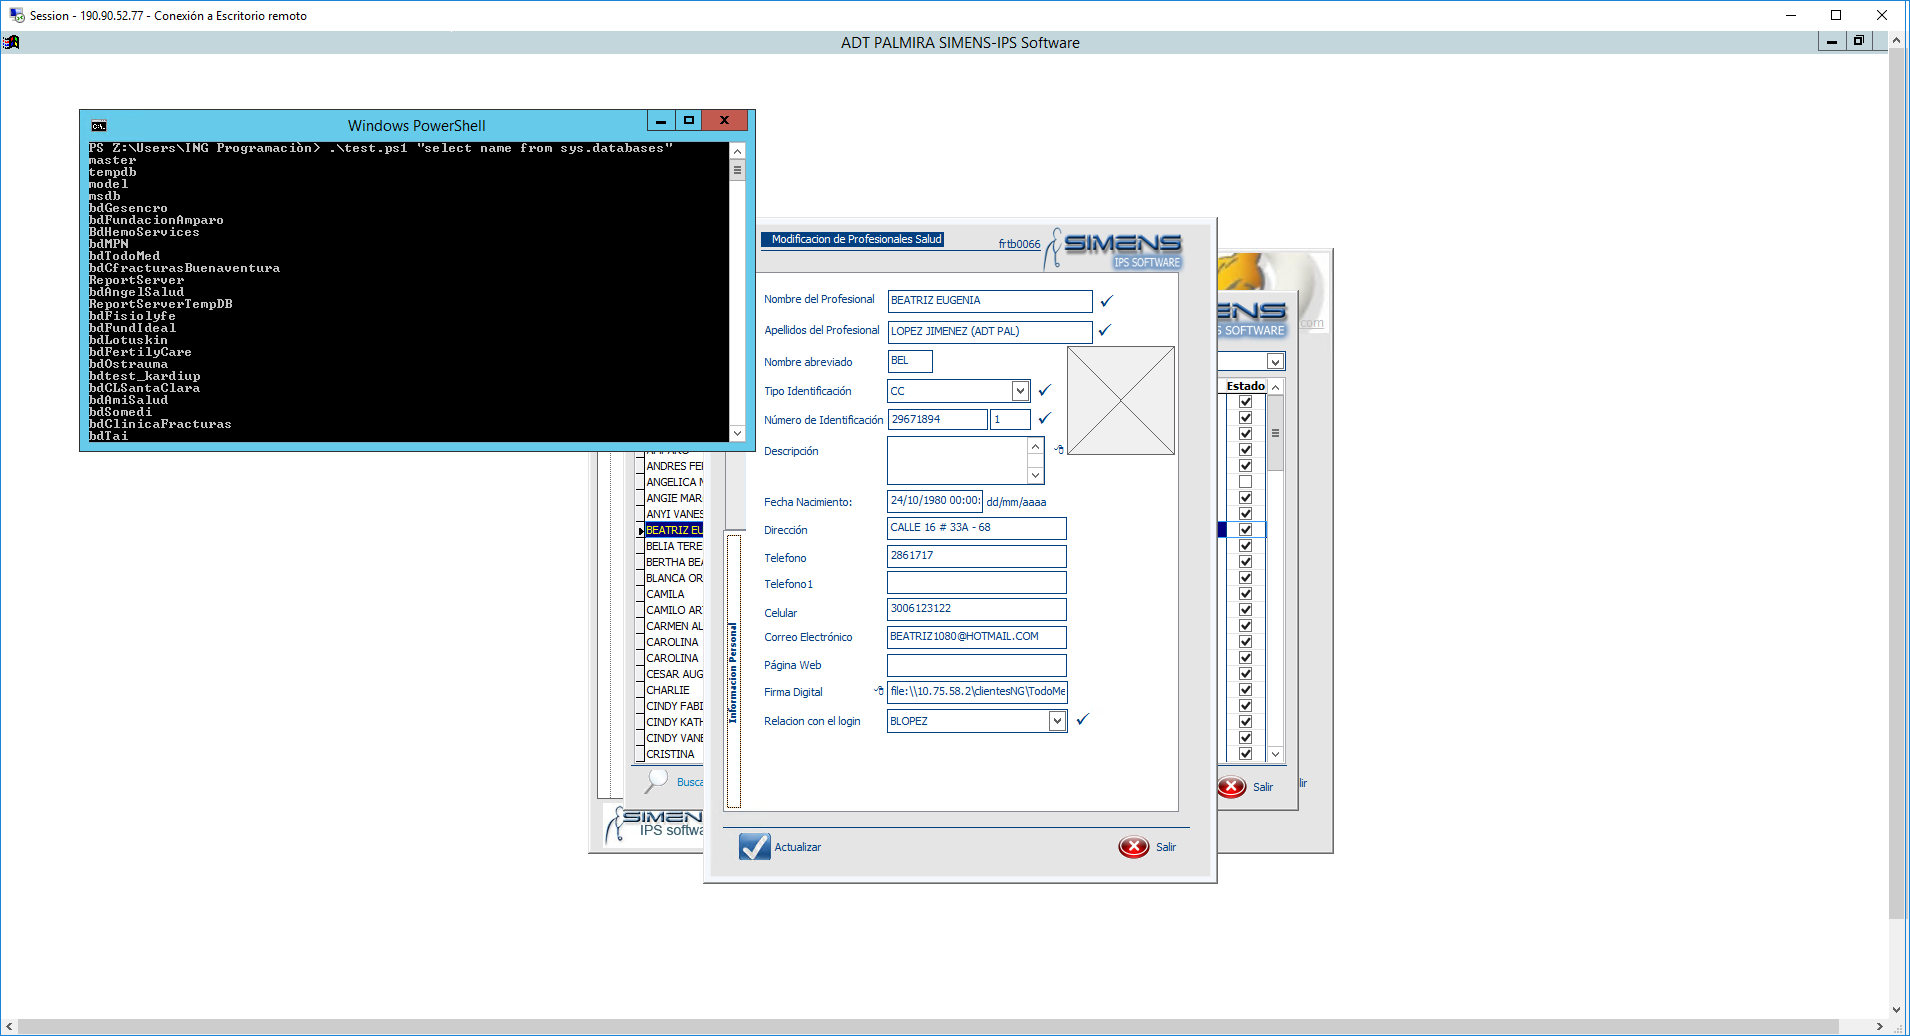 Session - 190.90.52.77 - Conexión a Escritorio remoto
ADT PALMIRA SIMENS-IPS Software
Windows PowerShell
PS Z:\Users\ING Programaciòn> .\test.ps1 "select name from sys.databases"
master
tempdb
model
msdb
bdGesencro
bdFundacionAmparo
BdHemoServices
bdMPN
bdTodoMed
bdCfracturasBuenaventura
ReportServer
bdAngelSalud
ReportServerTempDB
bdFisiolyfe
bdFundIdeal
bdLotuskin
bdFertilyCare
bdOstrauma
bdtest_kardiup
bdCLSantaClara
bdAmiSalud
bdSomedi
bdClinicaFracturas
bdTai
Modificacion de Profesionales Salud
frtb0066
SIMENS
IPS SOFTWARE
Nombre del Profesional BEATRIZ EUGENIA
Apellidos del Profesional LOPEZ JIMENEZ (ADT PAL)
Nombre abreviado BEL
Tipo Identificación CC
Número de Identificación 29671894 1
Descripción
Fecha Nacimiento: 24/10/1980 00:00: dd/mm/aaaa
Dirección CALLE 16 # 33A - 68
Telefono 2861717
Telefono1
Celular 3006123122
Correo Electrónico BEATRIZ1080@HOTMAIL.COM
Página Web
Firma Digital file:\\10.75.58.2\clientesNG\TodoMe
Relacion con el login BLOPEZ
Informacion Personal
Actualizar
Salir
ANDRES FEI
ANGELICA M
ANGIE MAR
ANYI VANES
BEATRIZ EU
BELIA TERE
BERTHA BEA
BLANCA OR
CAMILA
CAMILO AR
CARMEN AL
CAROLINA
CAROLINA
CESAR AUG
CHARLIE
CINDY FABI
CINDY KATH
CINDY VANE
CRISTINA
Busca
SIMEN
IPS softwa
ENS
S SOFTWARE
com
Estado
Salir
lir